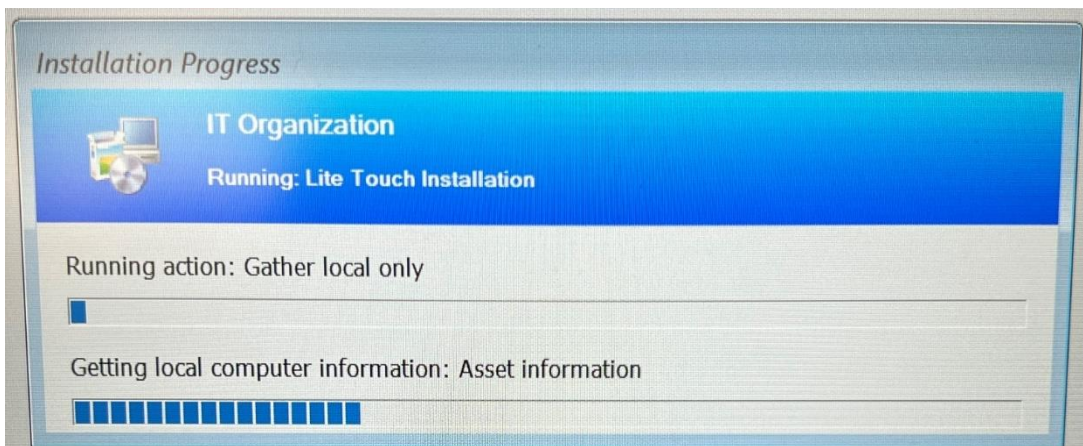 Installation Progress
IT Organization
Running: Lite Touch Installation
Running action: Gather local only
Getting local computer information: Asset information